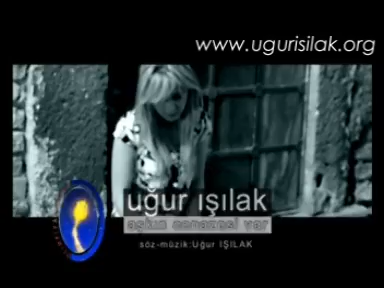 www.ugurisilak.org
uğur ışılak
aşkın cenazesi var
söz-müzik:Uğur IŞILAK